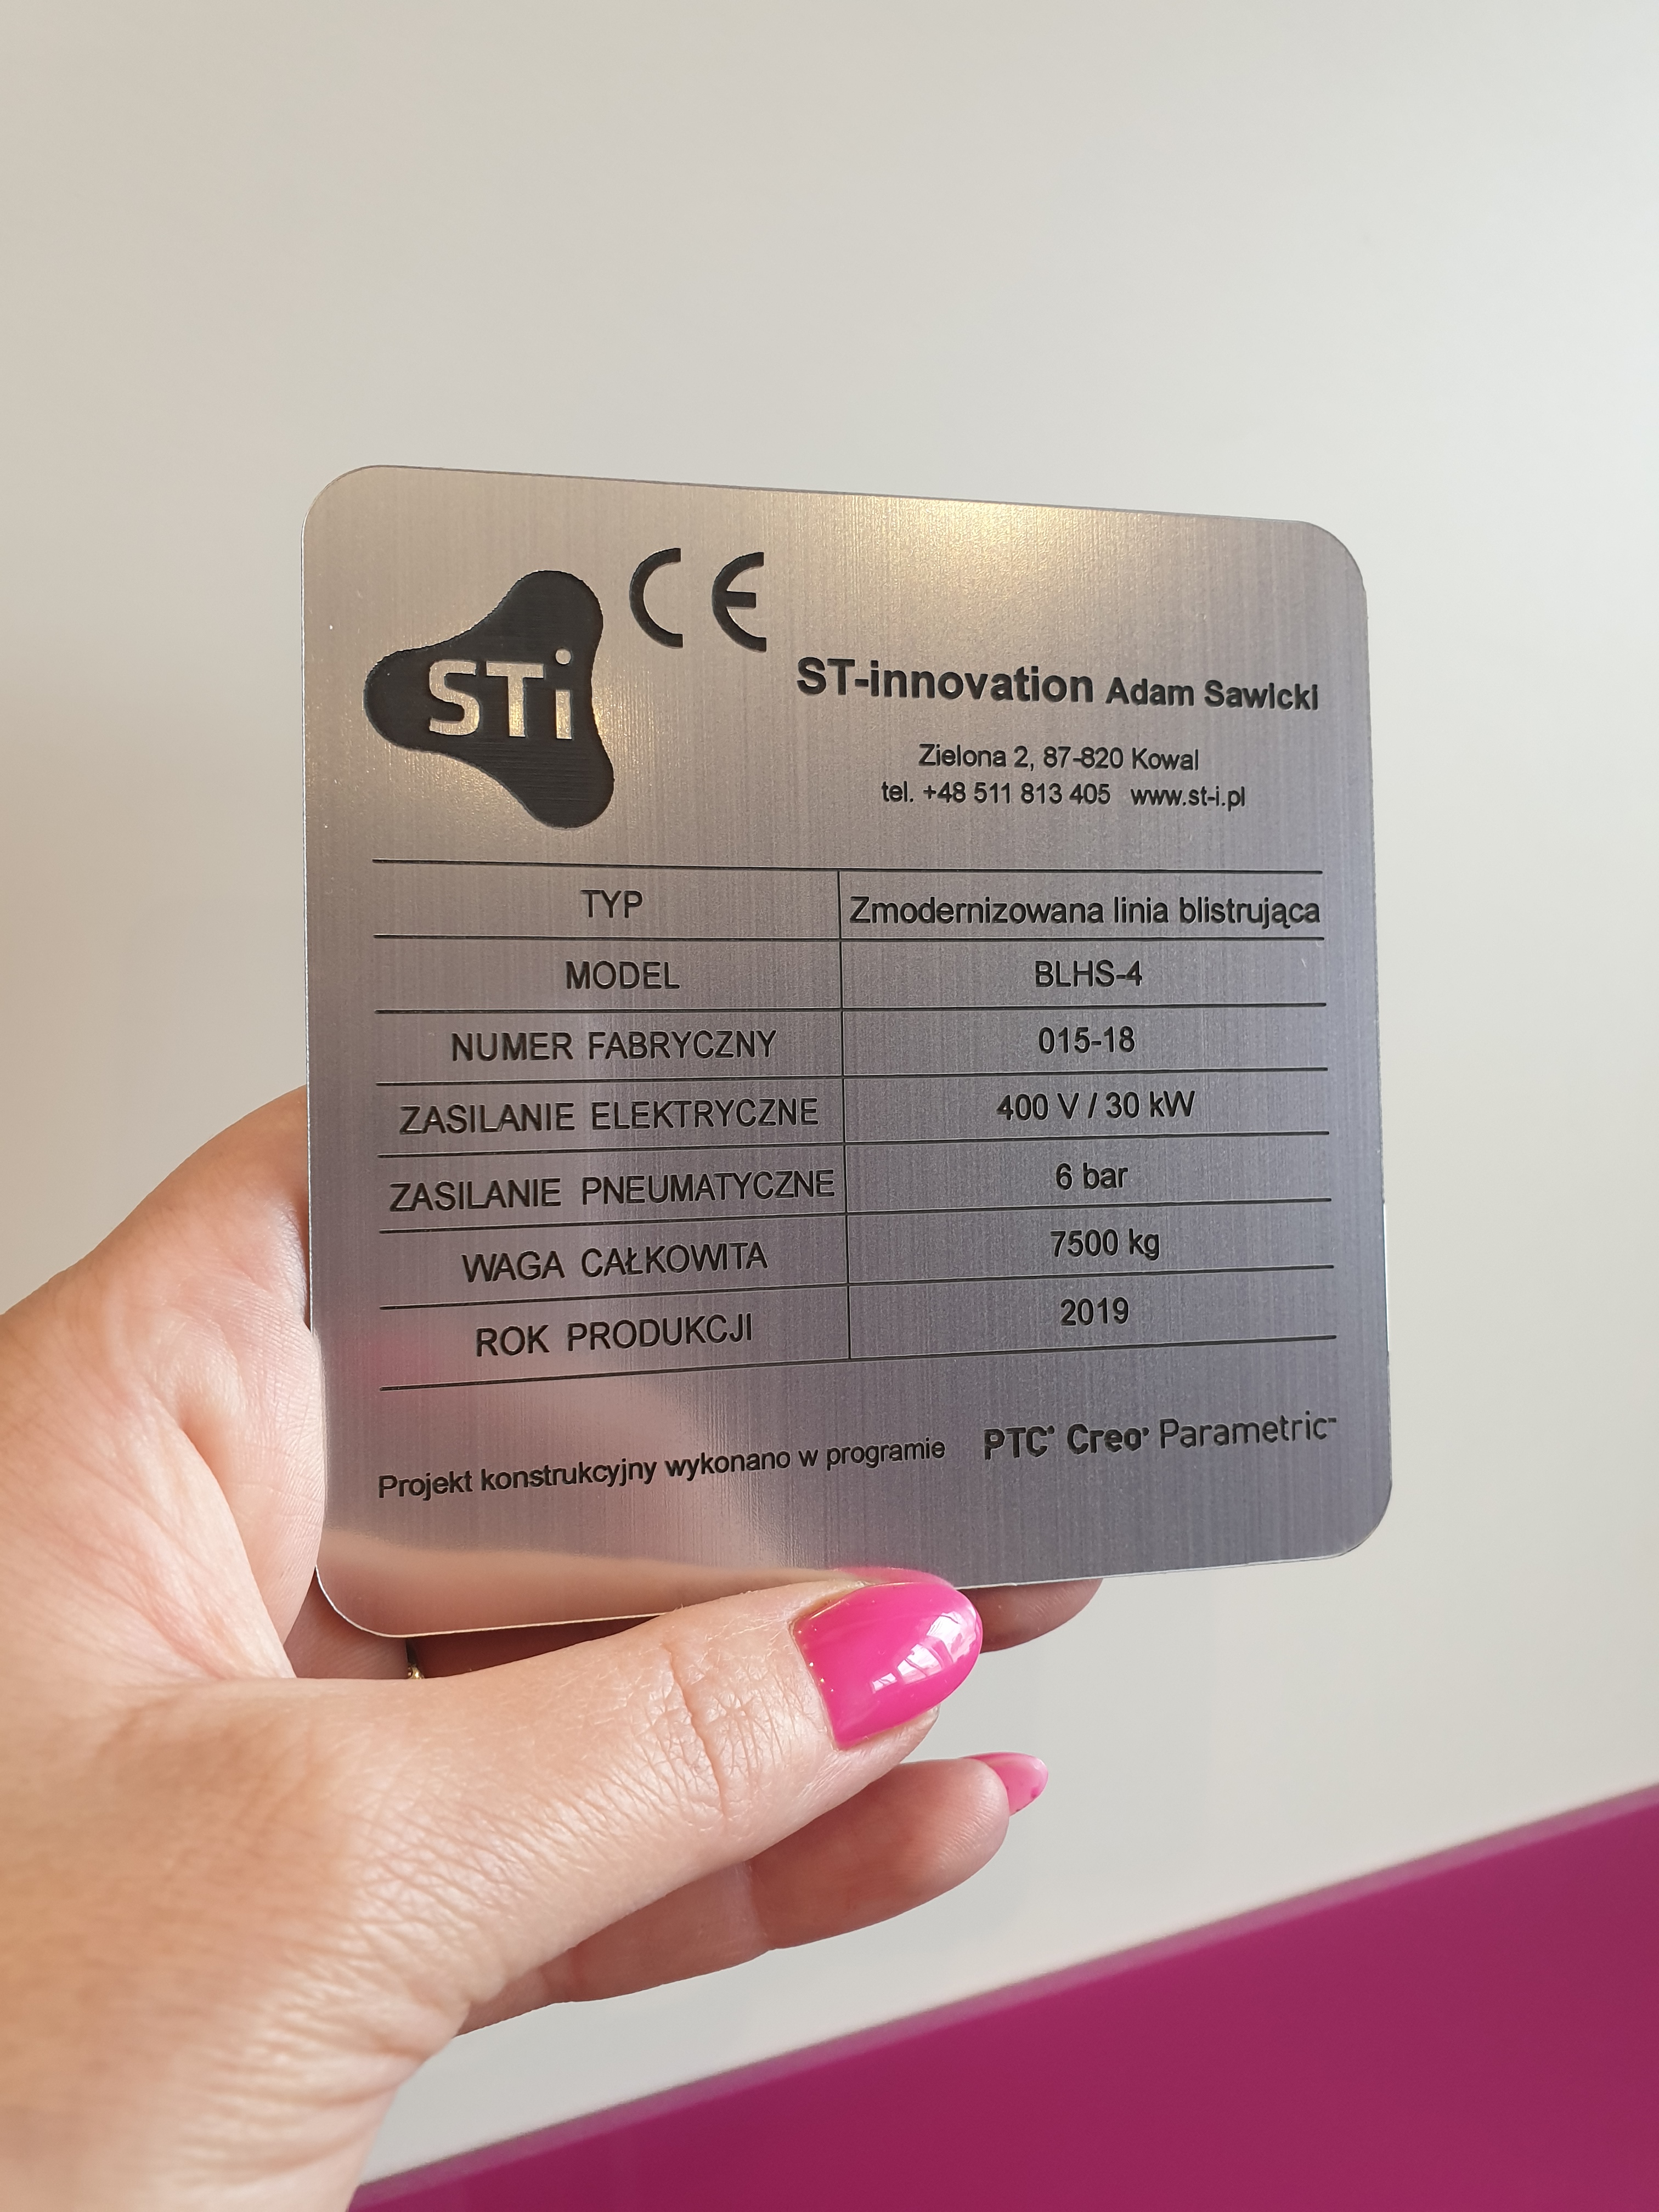 STi
CE
ST-innovation Adam Sawicki
Zielona 2, 87-820 Kowal
tel. +48 511 813 405 www.st-i.pl
TYP Zmodernizowana linia blistrująca
MODEL BLHS-4
NUMER FABRYCZNY 015-18
ZASILANIE ELEKTRYCZNE 400 V / 30 kW
ZASILANIE PNEUMATYCZNE 6 bar
WAGA CAŁKOWITA 7500 kg
ROK PRODUKCJI 2019
Projekt konstrukcyjny wykonano w programie PTC® Creo® Parametric™